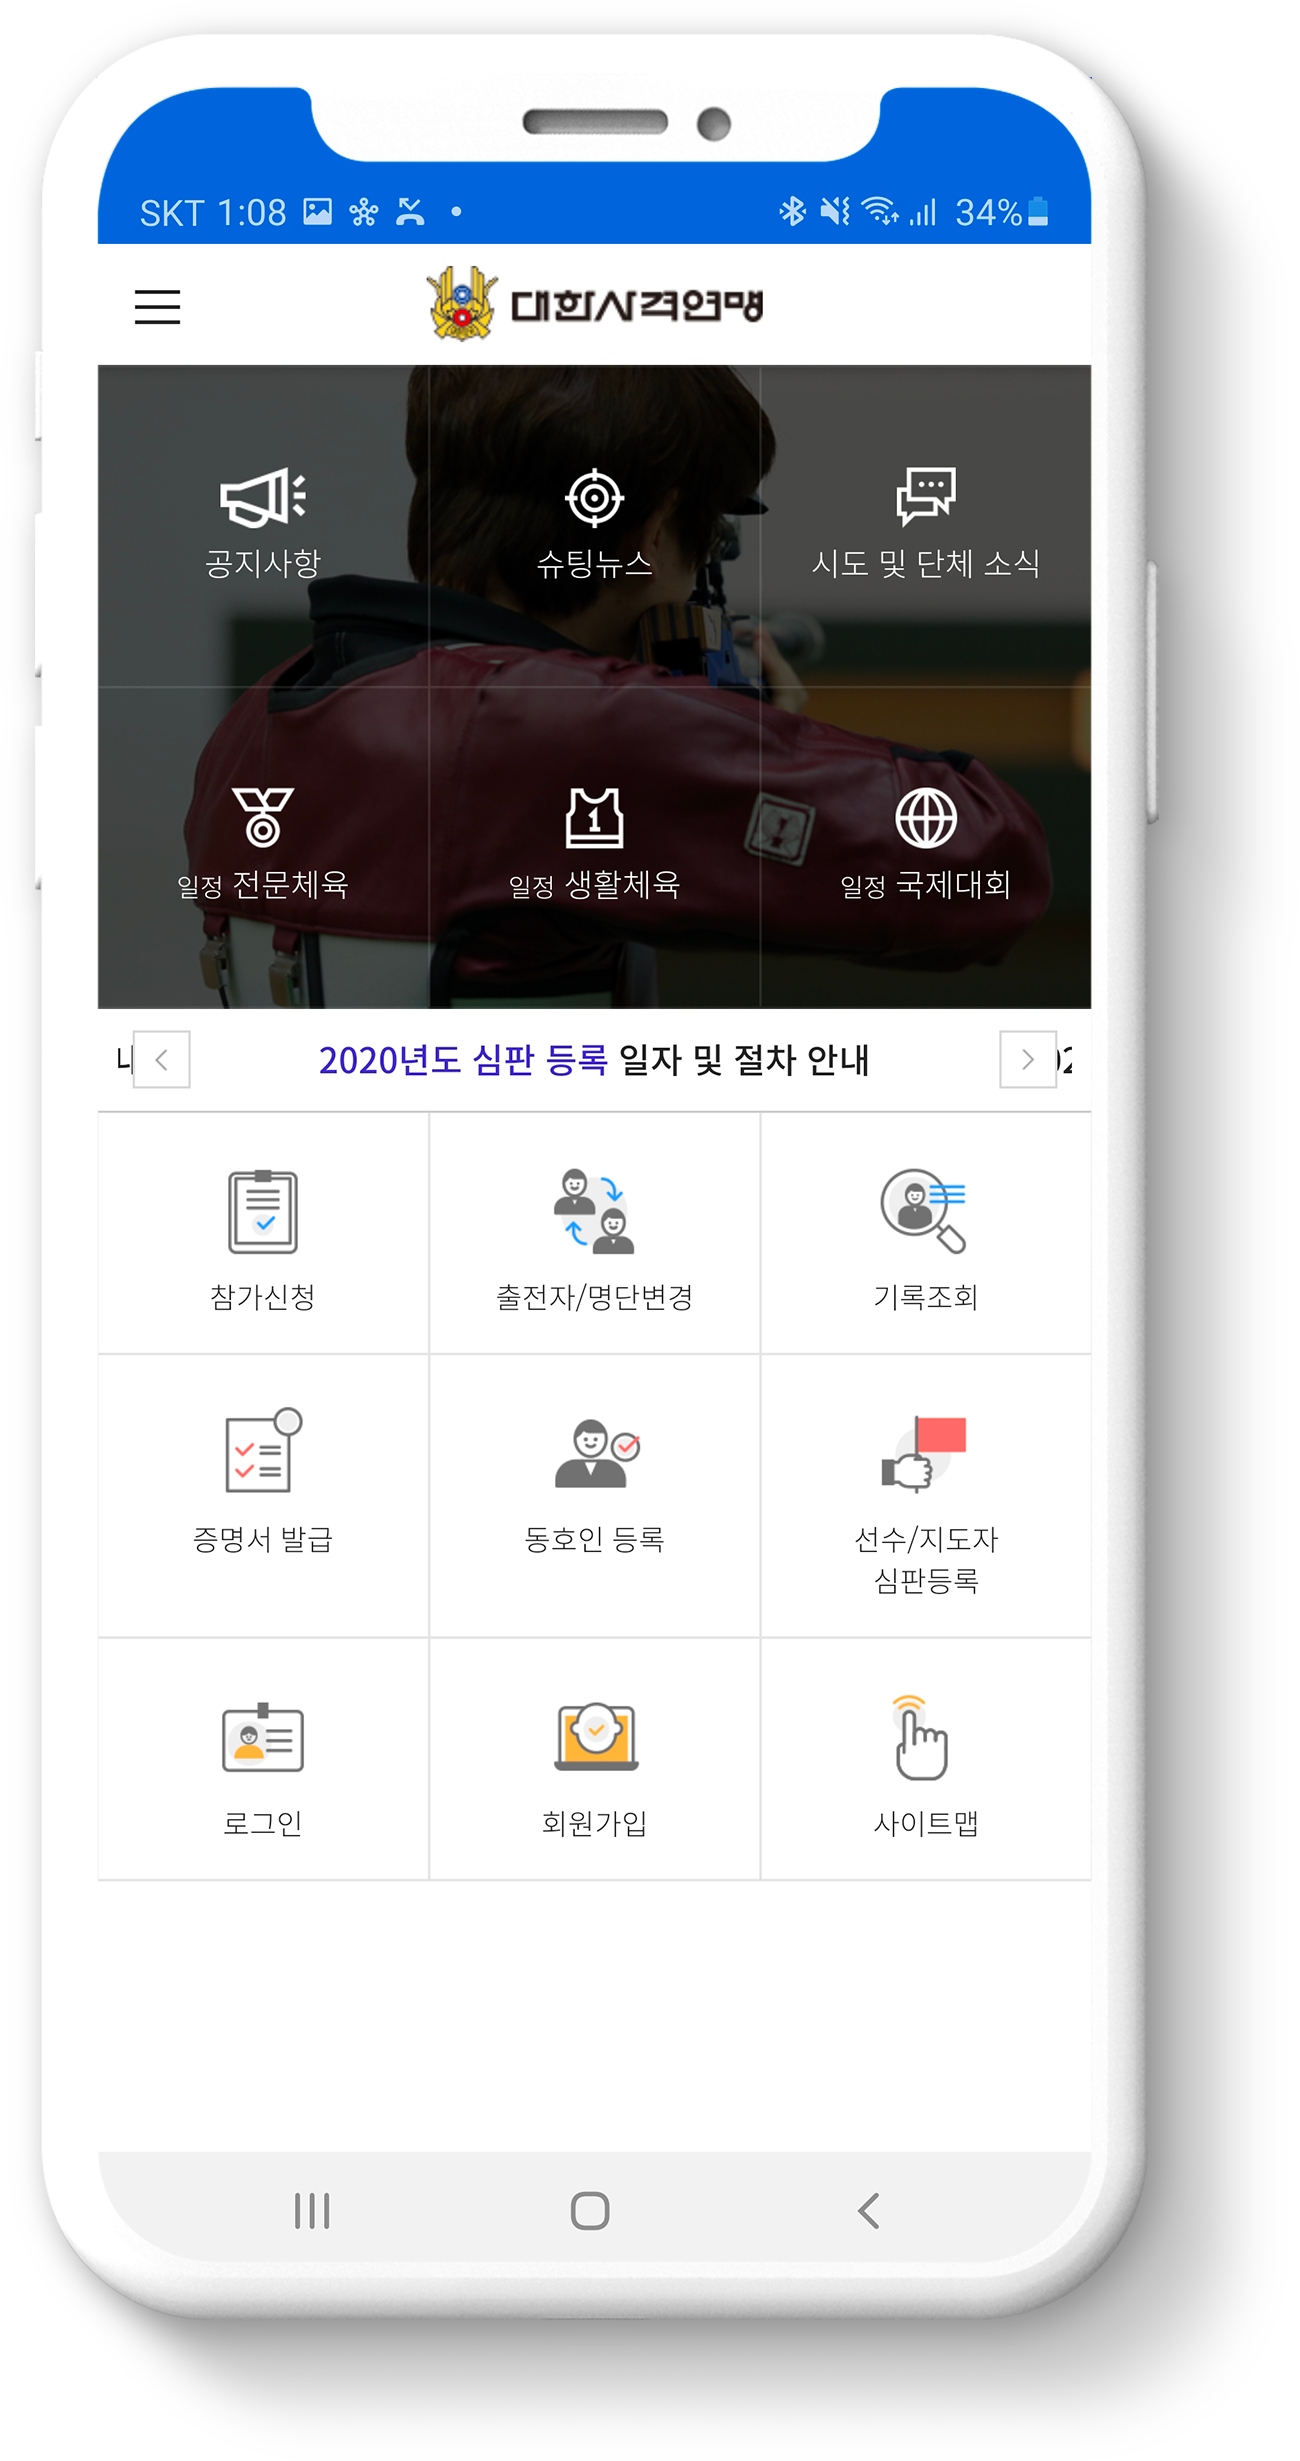 SKT 1:08 34%
대한사격연맹
공지사항 슈팅뉴스 시도 및 단체 소식
일정 전문체육 일정 생활체육 일정 국제대회
2020년도 심판 등록 일자 및 절차 안내
참가신청 출전자/명단변경 기록조회
증명서 발급 동호인 등록 선수/지도자
심판등록
로그인 회원가입 사이트맵